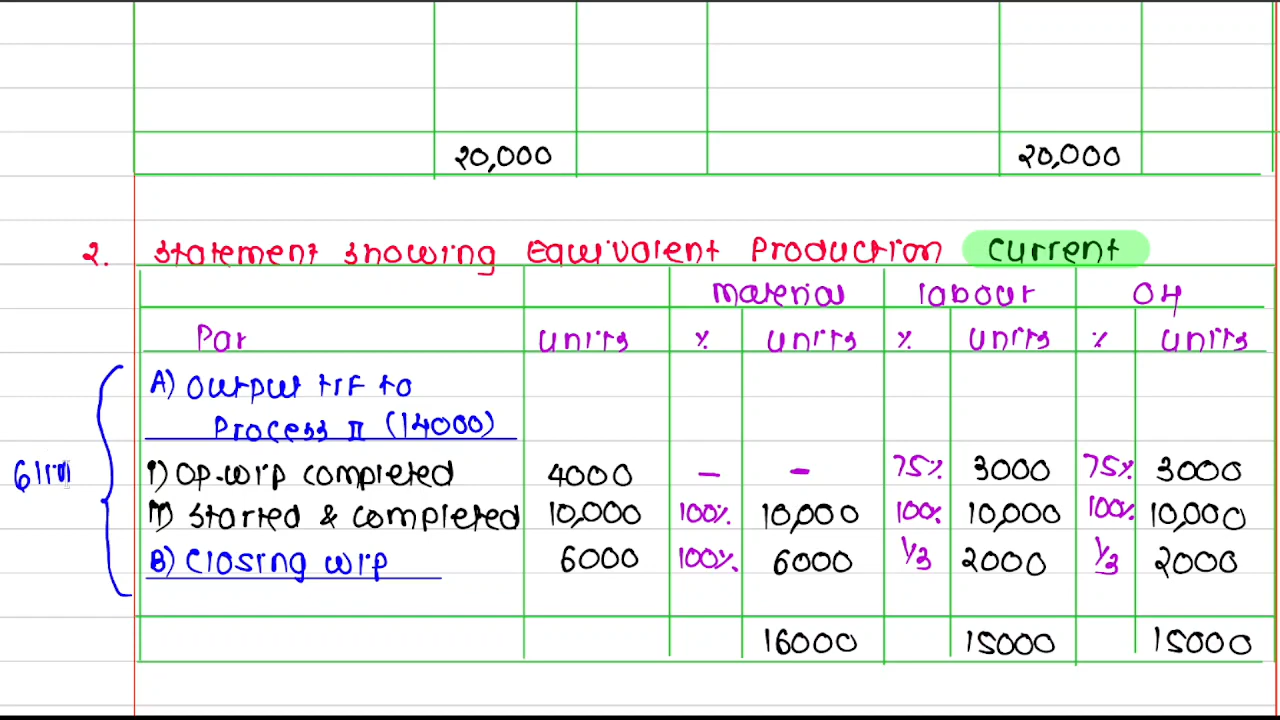 20,000 20,000
2. Statement showing Equivalent Production Current
Material labour OH
Par units % units % units % units
A) Output trf to
Process II (14000)
i) Op. wip completed 4000 - - 75% 3000 75% 3000
ii) Started & completed 10,000 100% 10,000 100% 10,000 100% 10,000
B) Closing wip 6000 100% 6000 1/3 2000 1/3 2000
16000 15000 15000